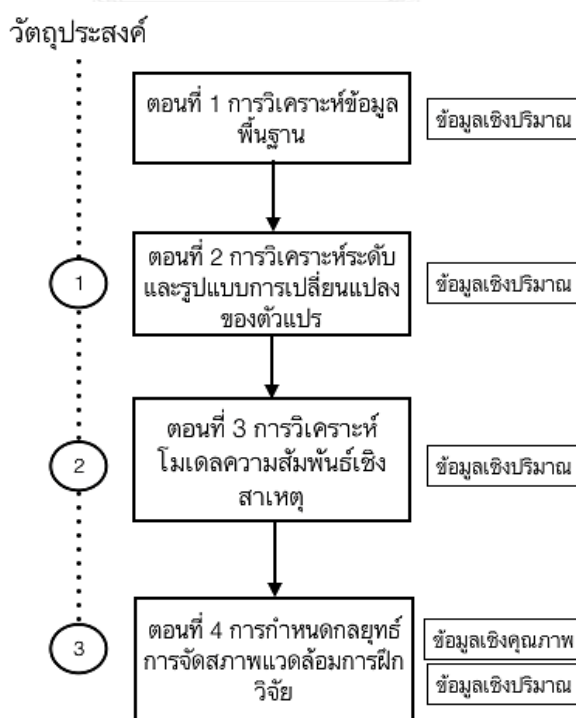 วัตถุประสงค์
ตอนที่ 1 การวิเคราะห์ข้อมูล
พื้นฐาน
ข้อมูลเชิงปริมาณ
1
ตอนที่ 2 การวิเคราะห์ระดับ
และรูปแบบการเปลี่ยนแปลง
ของตัวแปร
ข้อมูลเชิงปริมาณ
2
ตอนที่ 3 การวิเคราะห์
โมเดลความสัมพันธ์เชิง
สาเหตุ
ข้อมูลเชิงปริมาณ
3
ตอนที่ 4 การกำหนดกลยุทธ์
การจัดสภาพแวดล้อมการฝึก
วิจัย
ข้อมูลเชิงคุณภาพ
ข้อมูลเชิงปริมาณ